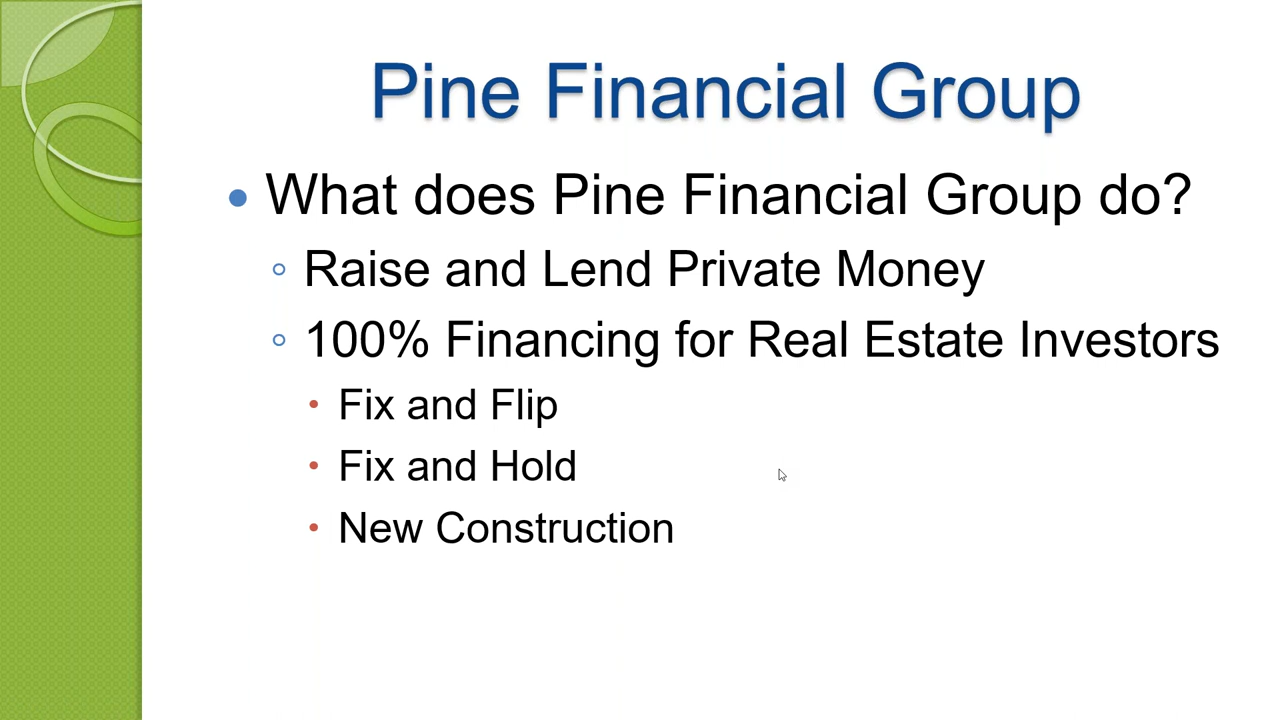 Pine Financial Group
• What does Pine Financial Group do?
◦ Raise and Lend Private Money
◦ 100% Financing for Real Estate Investors
• Fix and Flip
• Fix and Hold
• New Construction